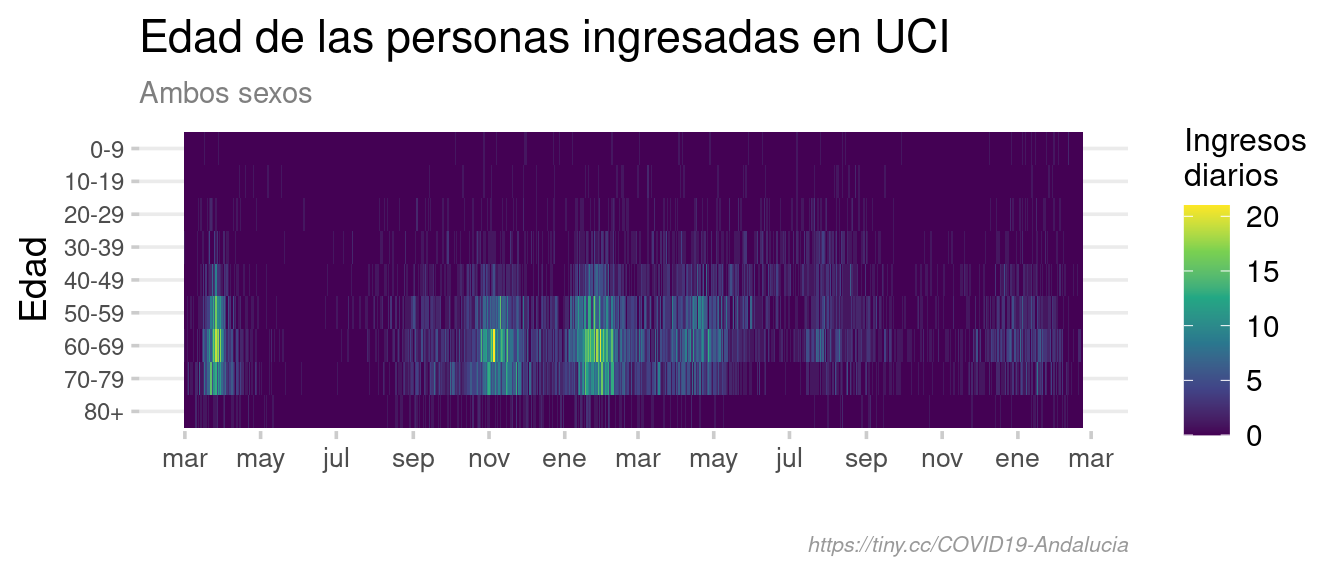 Edad de las personas ingresadas en UCI
Ambos sexos
Edad
0-9
10-19
20-29
30-39
40-49
50-59
60-69
70-79
80+
mar may jul sep nov ene mar may jul sep nov ene mar
Ingresos
diarios
20
15
10
5
0
https://tiny.cc/COVID19-Andalucia